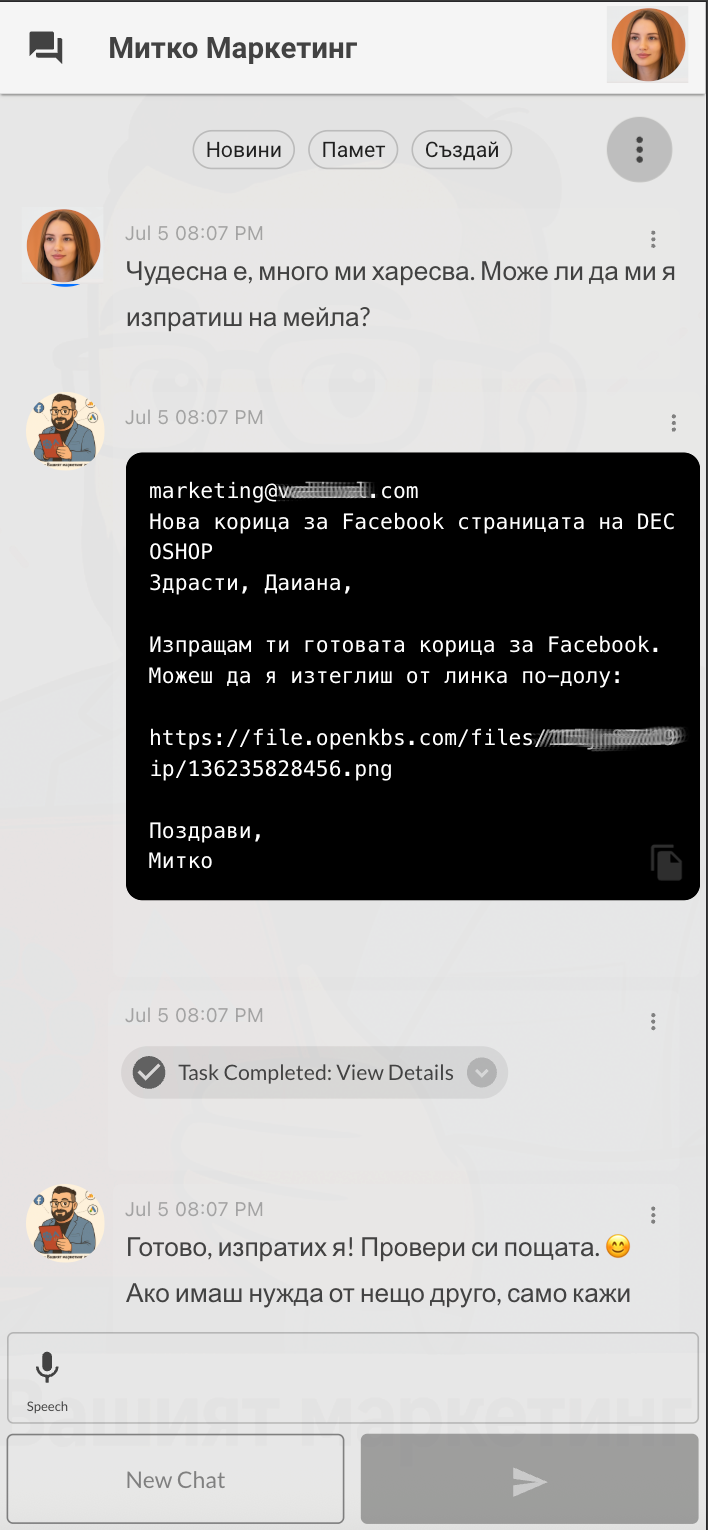 Митко Маркетинг
Новини
Памет
Създай
Jul 5 08:07 PM
Чудесна е, много ми харесва. Може ли да ми я
изпратиш на мейла?
Jul 5 08:07 PM
marketing@ .com
Нова корица за Facebook страницата на DEC
OSHOP
Здрасти, Даиана,
Изпращам ти готовата корица за Facebook.
Можеш да я изтеглиш от линка по-долу:
https://file.openkbs.com/files/
ip/136235828456.png
Поздрави,
Митко
Jul 5 08:07 PM
Task Completed: View Details
Jul 5 08:07 PM
Готово, изпратих я! Провери си пощата. 😊
Ако имаш нужда от нещо друго, само кажи
Speech
Вашият маркетинг
New Chat